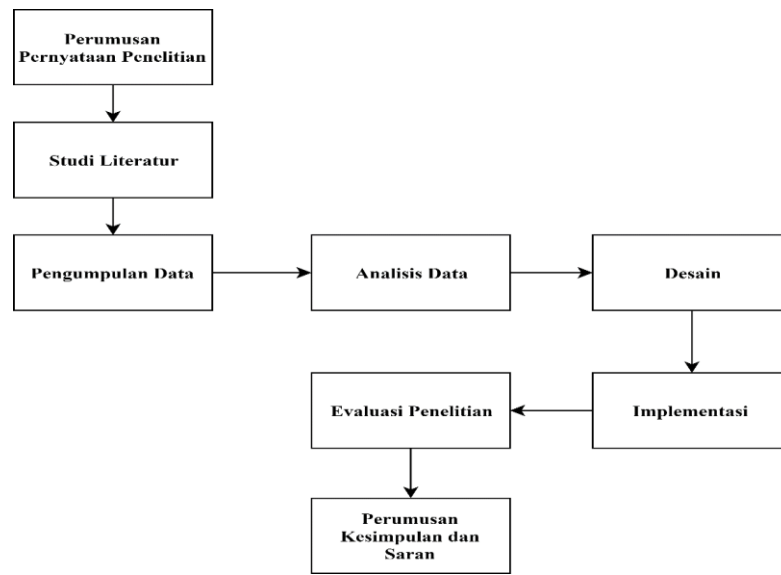 Perumusan
Pernyataan Penelitian
Studi Literatur
Pengumpulan Data
Analisis Data
Desain
Implementasi
Evaluasi Penelitian
Perumusan
Kesimpulan dan
Saran